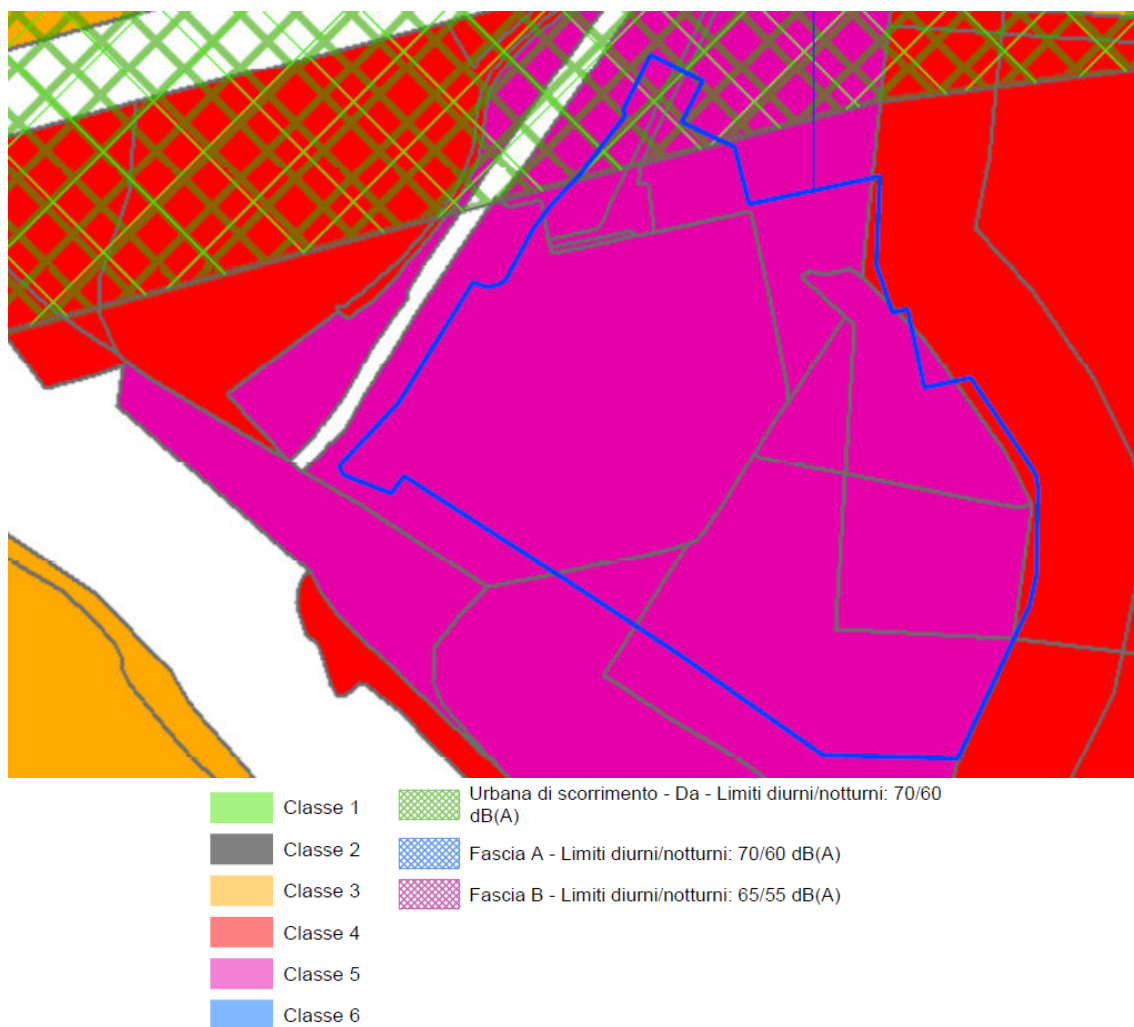 Classe 1
Classe 2
Classe 3
Classe 4
Classe 5
Classe 6
Urbana di scorrimento - Da - Limiti diurni/notturni: 70/60
dB(A)
Fascia A - Limiti diurni/notturni: 70/60 dB(A)
Fascia B - Limiti diurni/notturni: 65/55 dB(A)